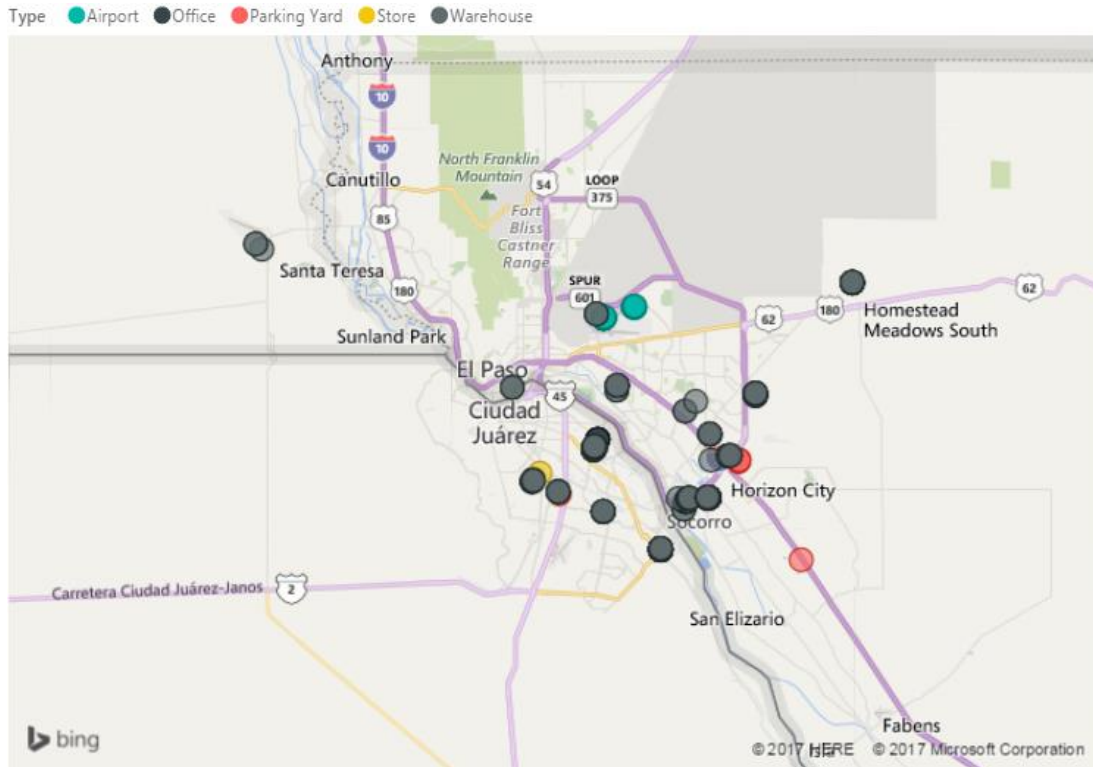 Type Airport Office Parking Yard Store Warehouse
Anthony
10
10
North Franklin
Mountain
Canutillo
54
LOOP
375
85
Fort
Bliss
Castner
Range
Santa Teresa
SPUR
601
180
62
180
62
Homestead
Meadows South
Sunland Park
El Paso
45
Ciudad
Juárez
Horizon City
Socorro
Carretera Ciudad Juárez-Janos
2
San Elizario
Fabens
bing
© 2017 HERE © 2017 Microsoft Corporation